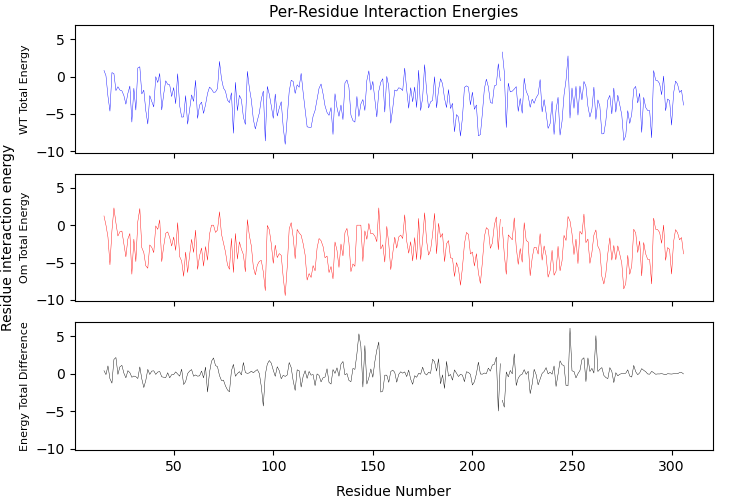 Per-Residue Interaction Energies
5
0
−5
−10
WT Total Energy
5
0
−5
−10
Om Total Energy
Residue interaction energy
5
0
−5
−10
Energy Total Difference
50 100 150 200 250 300
Residue Number